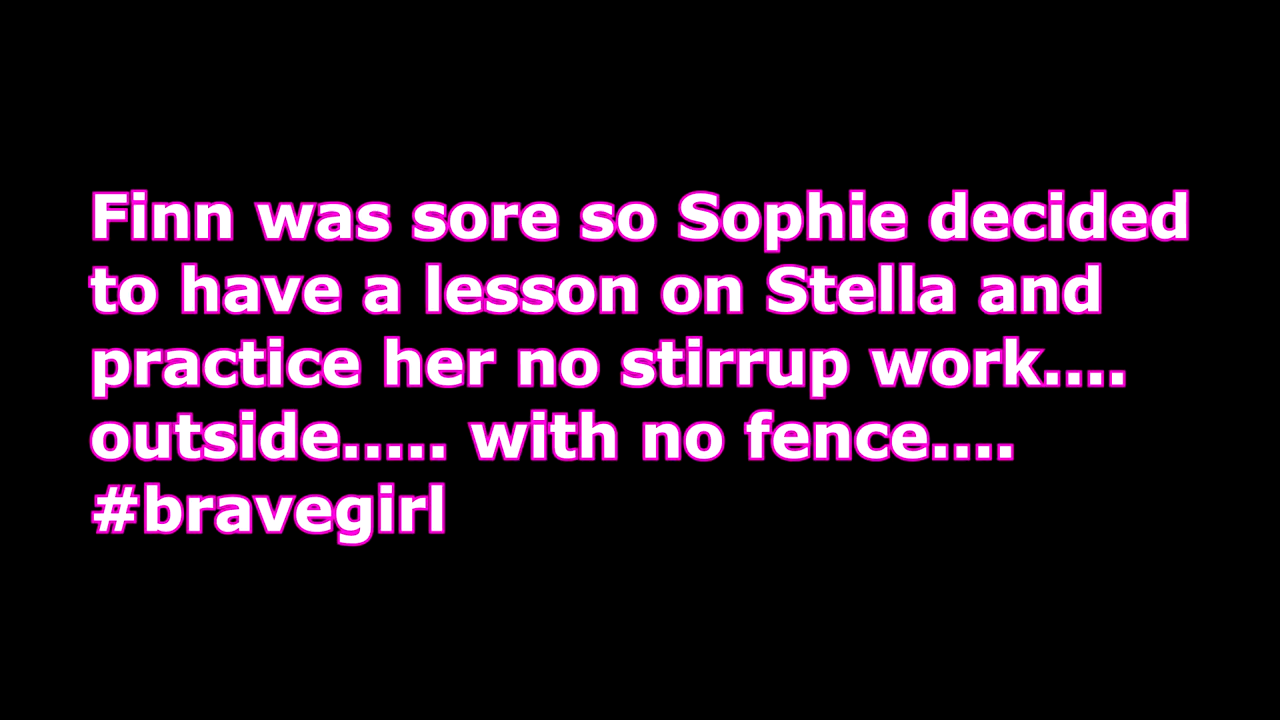 Finn was sore so Sophie decided
to have a lesson on Stella and
practice her no stirrup work....
outside..... with no fence....
#bravegirl